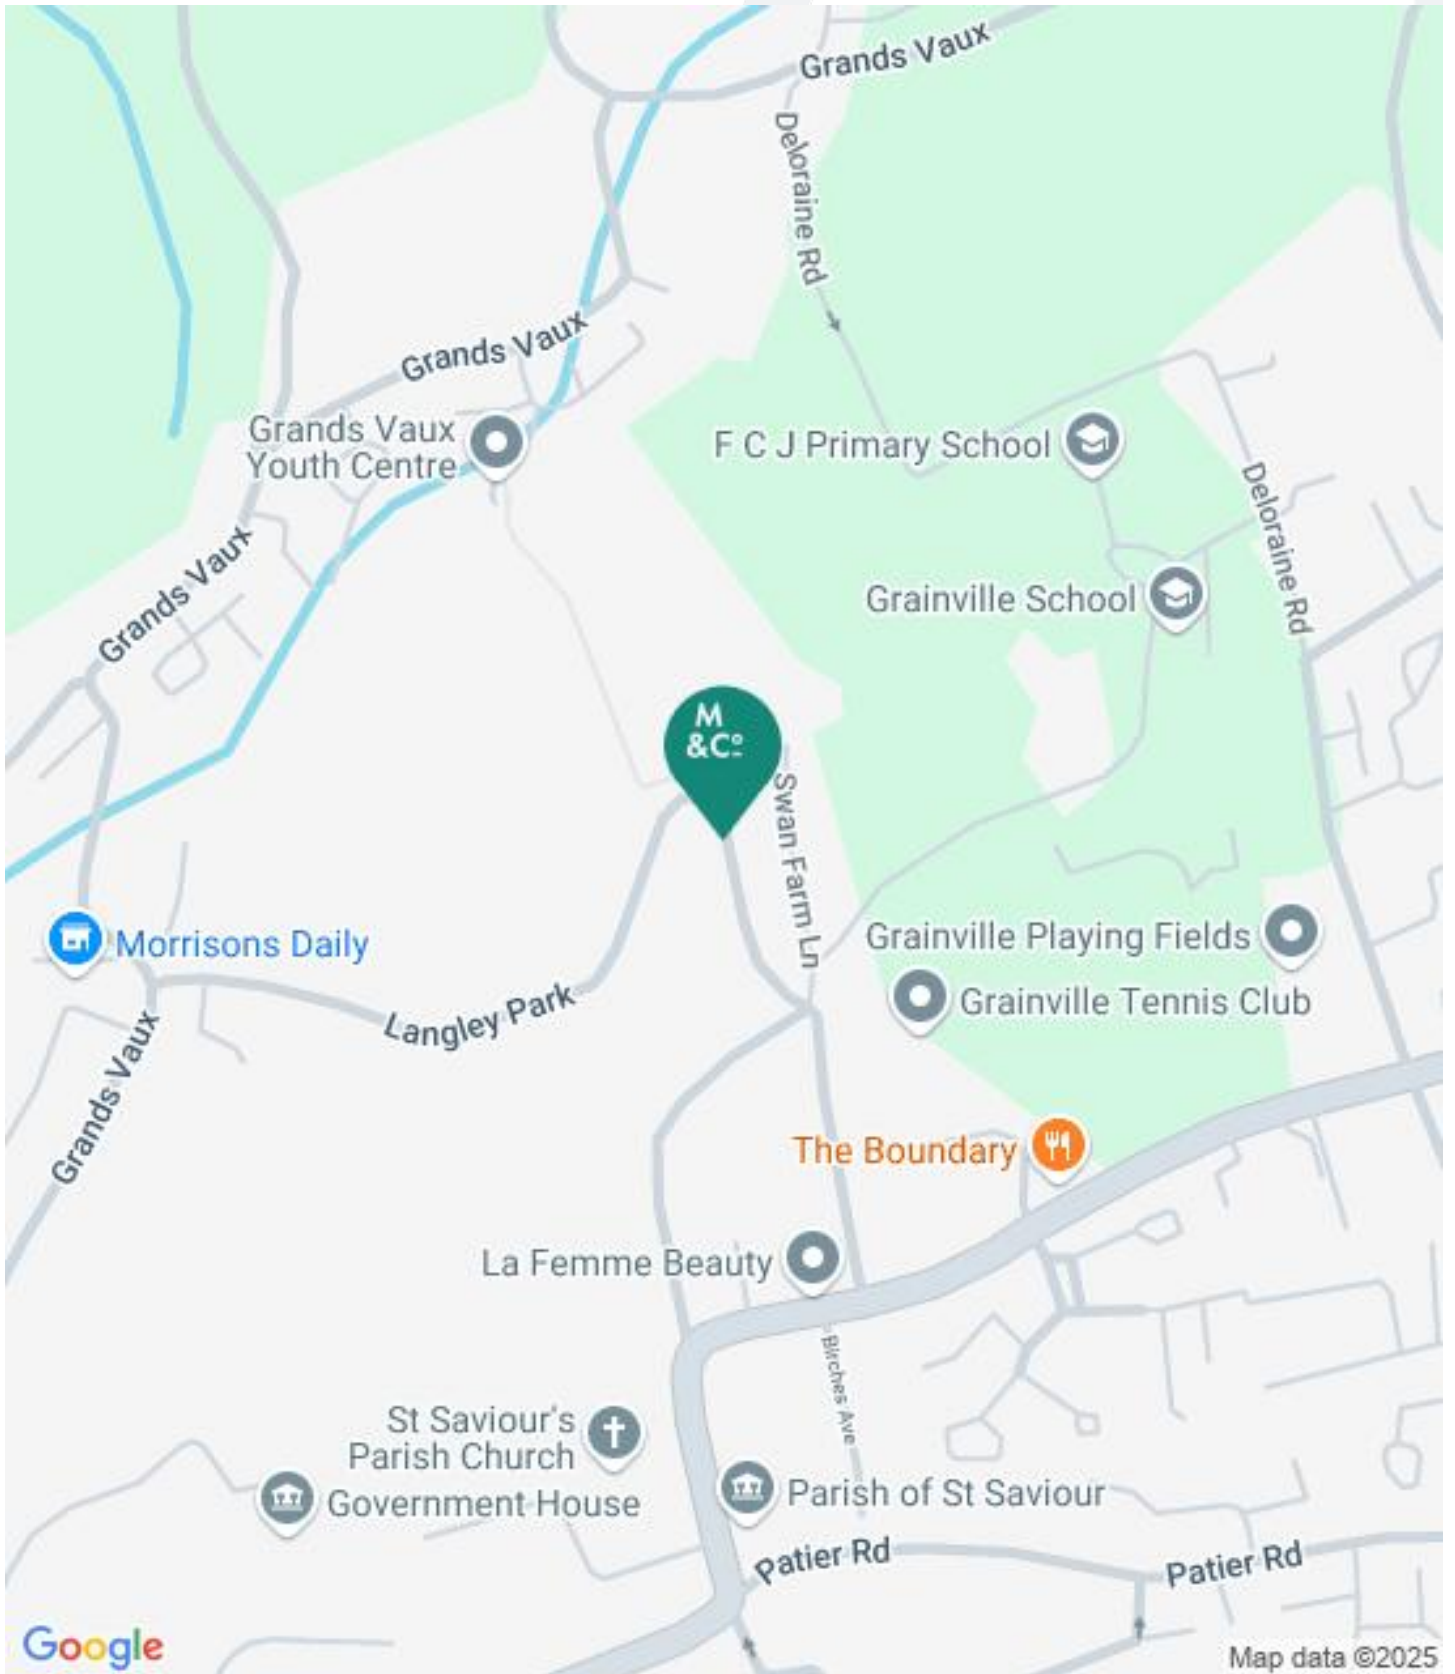 Grands Vaux
Deloraine Rd
Grands Vaux
Grands Vaux
Youth Centre
F C J Primary School
Deloraine Rd
Grands Vaux
Grainville School
M
&Cº
Swan Farm Ln
Morrisons Daily
Grainville Playing Fields
Langley Park
Grainville Tennis Club
Grands Vaux
The Boundary
La Femme Beauty
Birches Ave
St Saviour's
Parish Church
Government House
Parish of St Saviour
Patier Rd
Patier Rd
Google
Map data ©2025